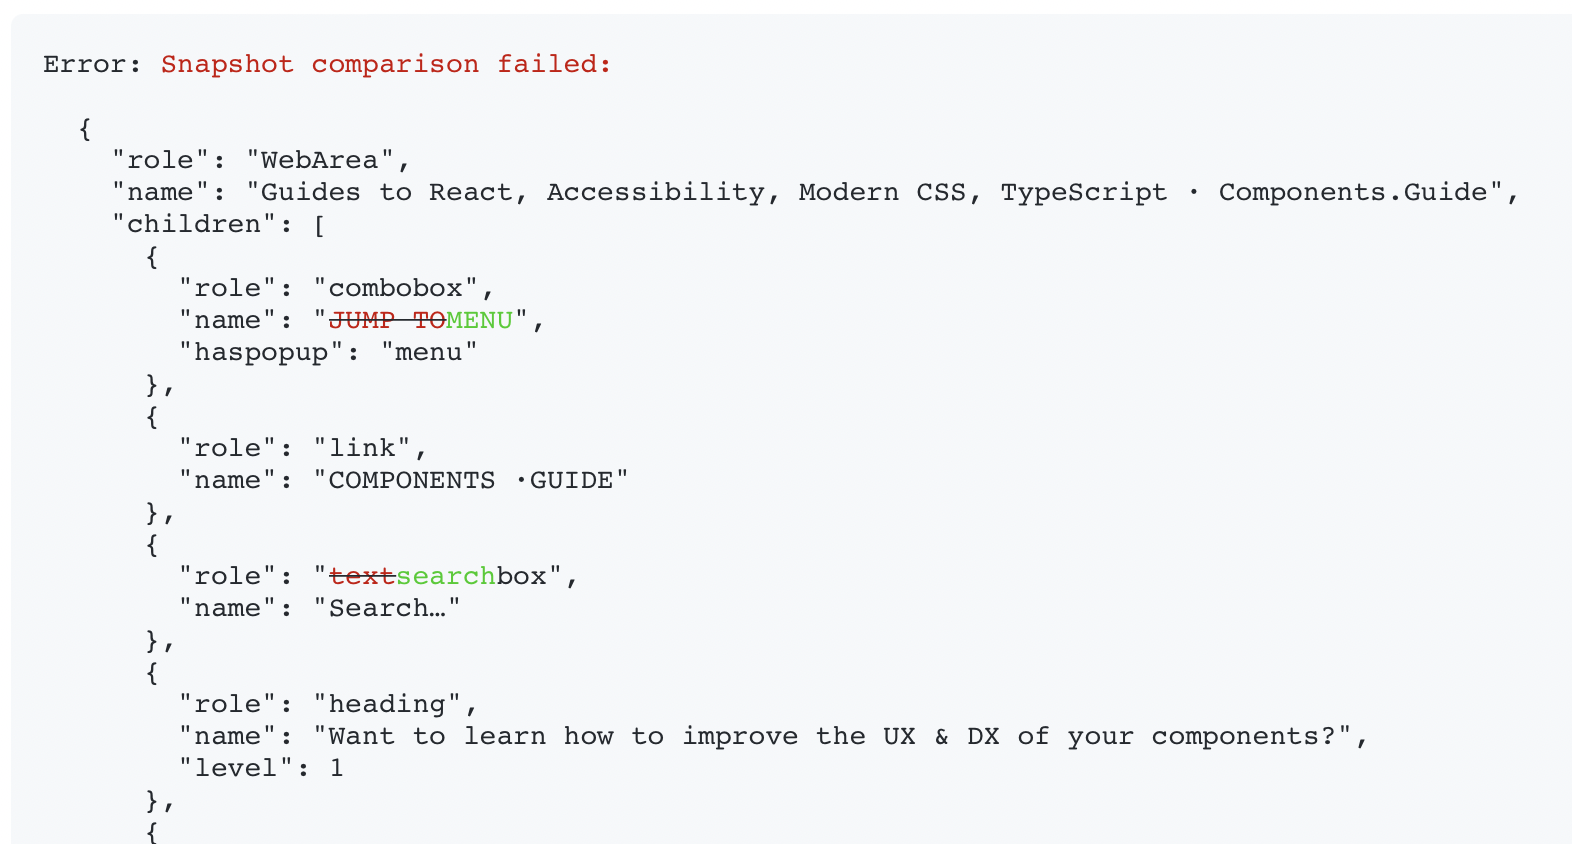 Error: Snapshot comparison failed:
{
"role": "WebArea",
"name": "Guides to React, Accessibility, Modern CSS, TypeScript · Components.Guide",
"children": [
{
"role": "combobox",
"name": "JUMP TOMENU",
"haspopup": "menu"
},
{
"role": "link",
"name": "COMPONENTS ·GUIDE"
},
{
"role": "textsearchbox",
"name": "Search…"
},
{
"role": "heading",
"name": "Want to learn how to improve the UX & DX of your components?",
"level": 1
},
{